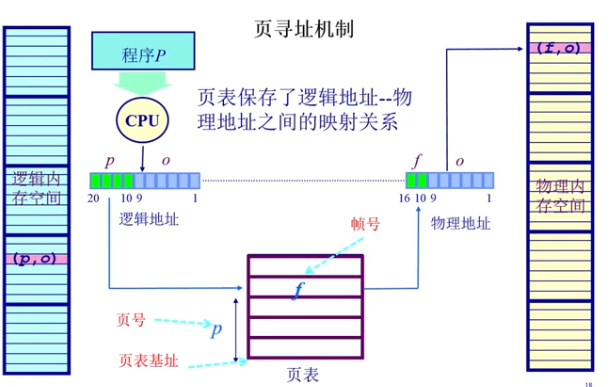 页寻址机制
程序P
CPU
页表保存了逻辑地址--物
理地址之间的映射关系
p o
20 10 9 1
逻辑地址
f o
16 10 9 1
物理地址
逻辑内
存空间
(p,o)
(f,o)
物理内
存空间
帧号
f
页号
p
页表基址
页表
18